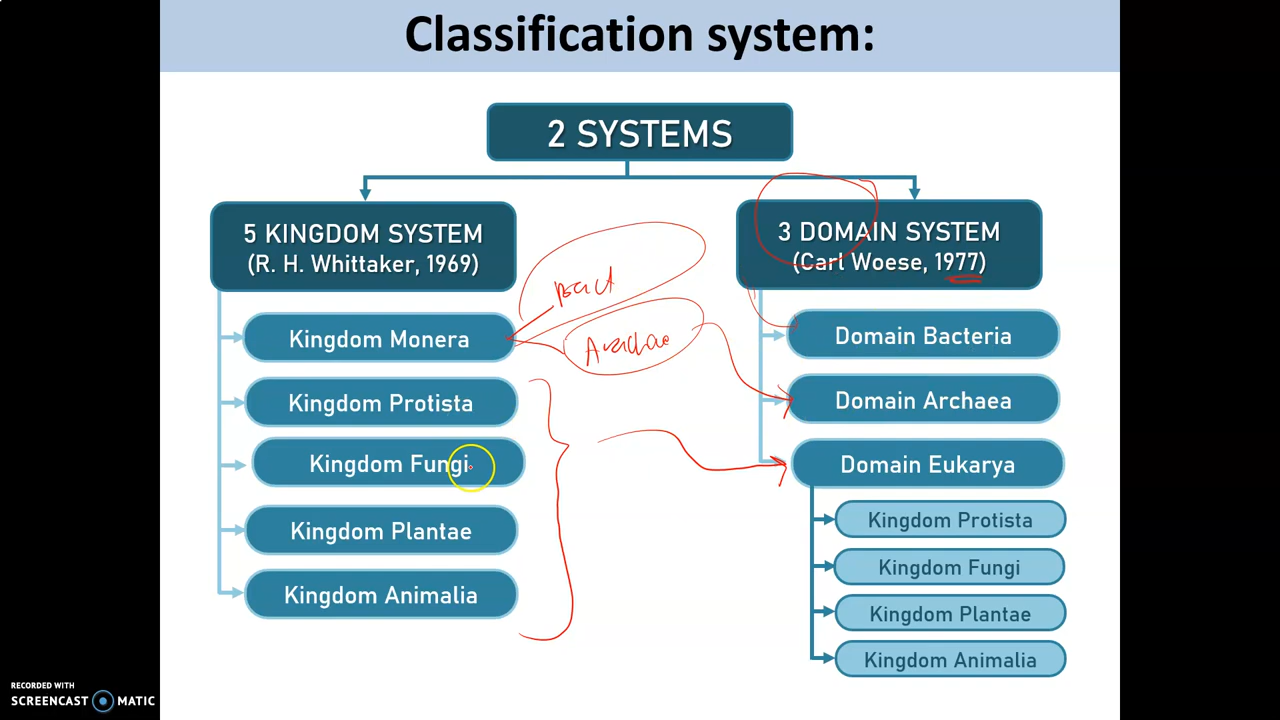 Classification system:
2 SYSTEMS
5 KINGDOM SYSTEM
(R. H. Whittaker, 1969)
Kingdom Monera
Kingdom Protista
Kingdom Fungi
Kingdom Plantae
Kingdom Animalia
Bact
Arachae
3 DOMAIN SYSTEM
(Carl Woese, 1977)
Domain Bacteria
Domain Archaea
Domain Eukarya
Kingdom Protista
Kingdom Fungi
Kingdom Plantae
Kingdom Animalia
RECORDED WITH
SCREENCAST MATIC